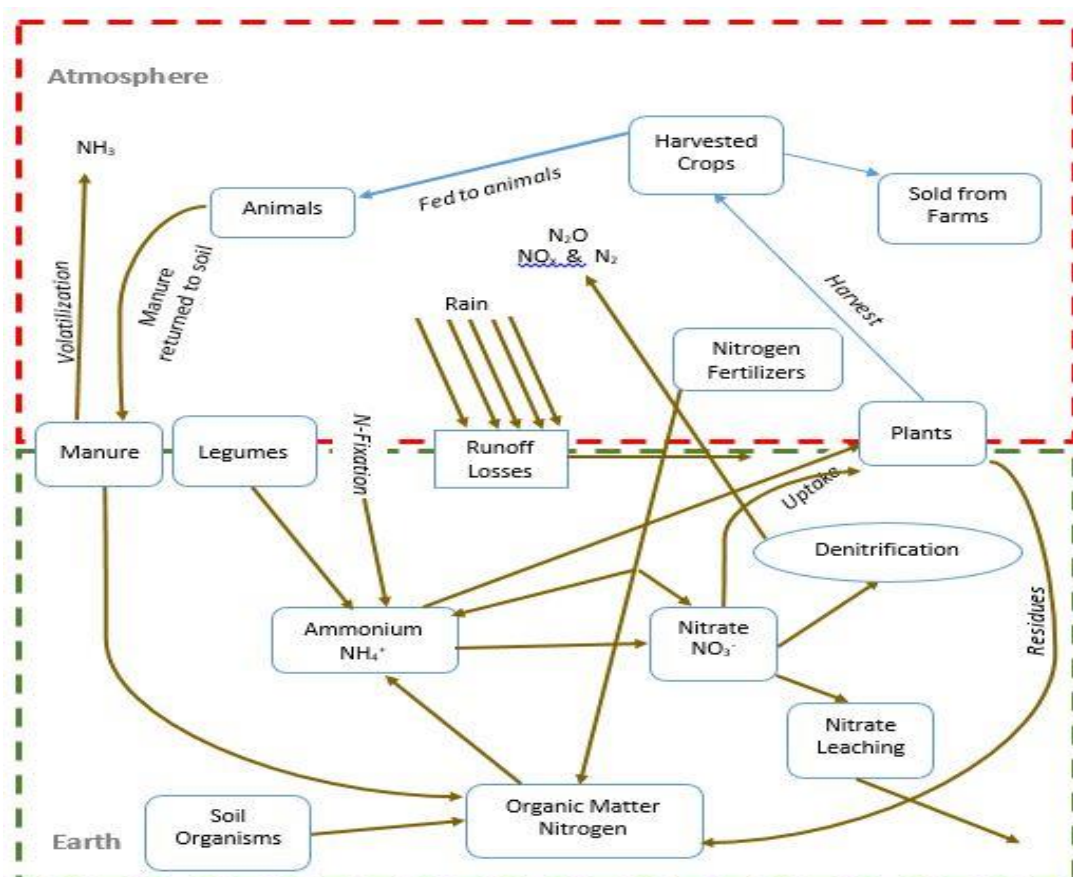 Atmosphere
NH₃
Harvested
Crops
Fed to animals
Animals
Sold from
Farms
N₂O
NOₓ & N₂
Volatilization
Manure
returned to soil
Rain
Harvest
Nitrogen
Fertilizers
Manure
Legumes
N-Fixation
Runoff
Losses
Plants
Uptake
Denitrification
Ammonium
NH₄⁺
Nitrate
NO₃⁻
Residues
Nitrate
Leaching
Organic Matter
Nitrogen
Soil
Organisms
Earth